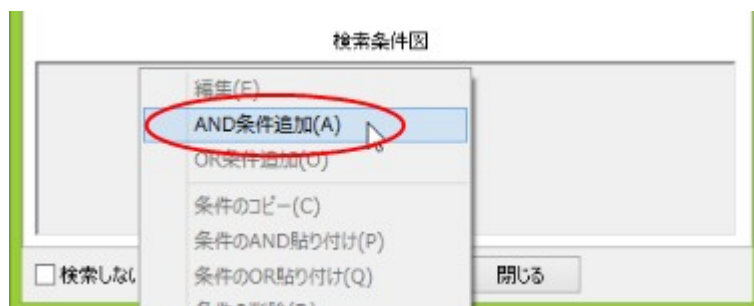 検索条件図
編集(E)
AND条件追加(A)
OR条件追加(O)
条件のコピー(C)
条件のAND貼り付け(P)
検索しない
条件のOR貼り付け(Q)
閉じる